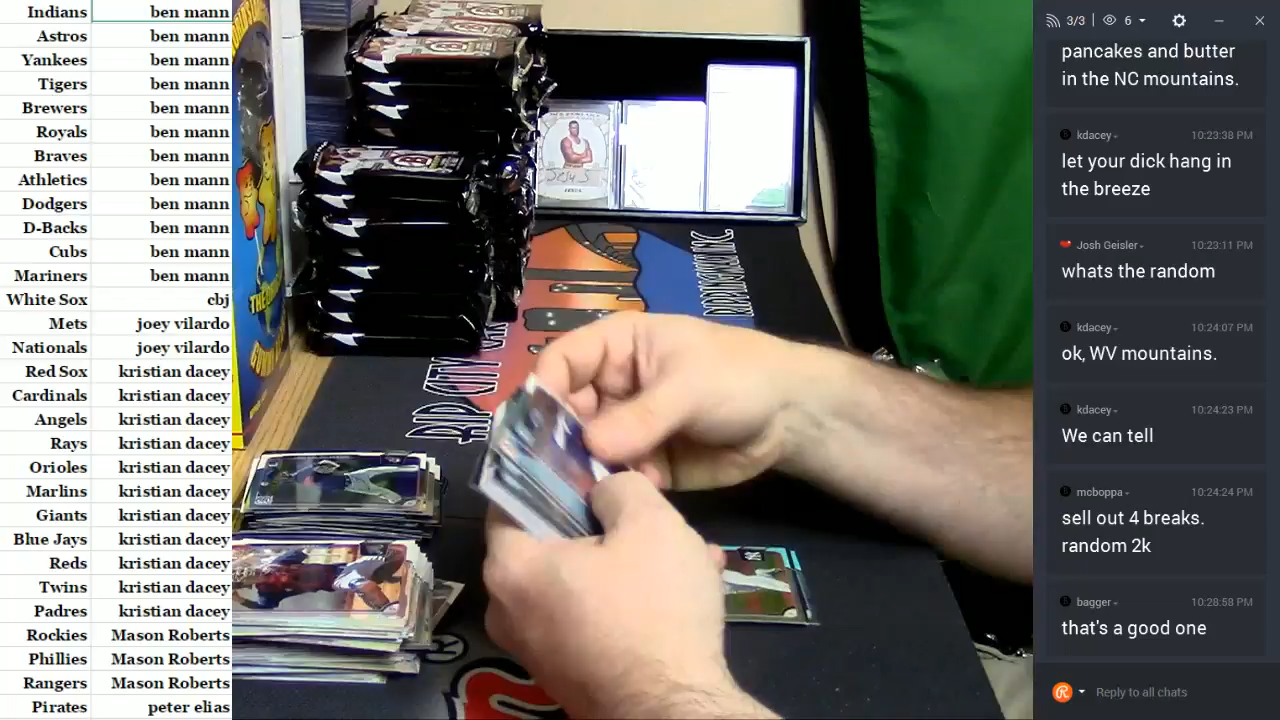 Indians ben mann
Astros ben mann
Yankees ben mann
Tigers ben mann
Brewers ben mann
Royals ben mann
Braves ben mann
Athletics ben mann
Dodgers ben mann
D-Backs ben mann
Cubs ben mann
Mariners ben mann
White Sox cbj
Mets joey vilardo
Nationals joey vilardo
Red Sox kristian dacey
Cardinals kristian dacey
Angels kristian dacey
Rays kristian dacey
Orioles kristian dacey
Marlins kristian dacey
Giants kristian dacey
Blue Jays kristian dacey
Reds kristian dacey
Twins kristian dacey
Padres kristian dacey
Rockies Mason Roberts
Phillies Mason Roberts
Rangers Mason Roberts
Pirates peter elias
RIP CITY
3/3 6
pancakes and butter
in the NC mountains.
kdacey 10:23:38 PM
let your dick hang in
the breeze
Josh Geisler 10:23:11 PM
whats the random
kdacey 10:24:07 PM
ok, WV mountains.
kdacey 10:24:23 PM
We can tell
mcboppa 10:24:24 PM
sell out 4 breaks.
random 2k
bagger 10:28:58 PM
that's a good one
Reply to all chats